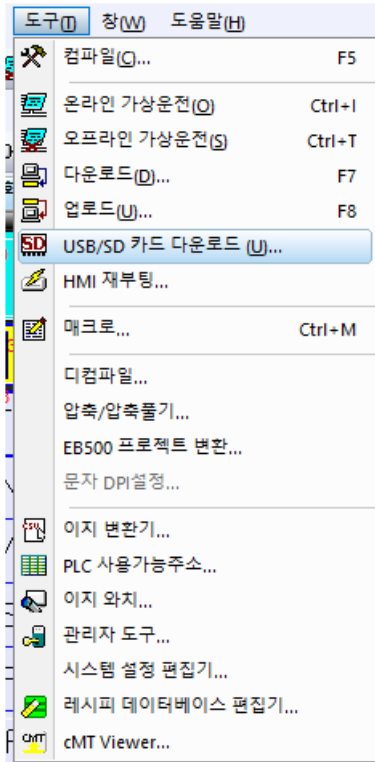 도구(T) 창(W) 도움말(H)
컴파일(C)... F5
온라인 가상운전(O) Ctrl+I
오프라인 가상운전(S) Ctrl+T
다운로드(D)... F7
업로드(U)... F8
SD USB/SD 카드 다운로드 (U)...
HMI 재부팅...
매크로... Ctrl+M
디컴파일...
압축/압축풀기...
EB500 프로젝트 변환...
문자 DPI설정...
이지 변환기...
PLC 사용가능주소...
이지 와치...
관리자 도구...
시스템 설정 편집기...
레시피 데이터베이스 편집기...
cMT cMT Viewer...